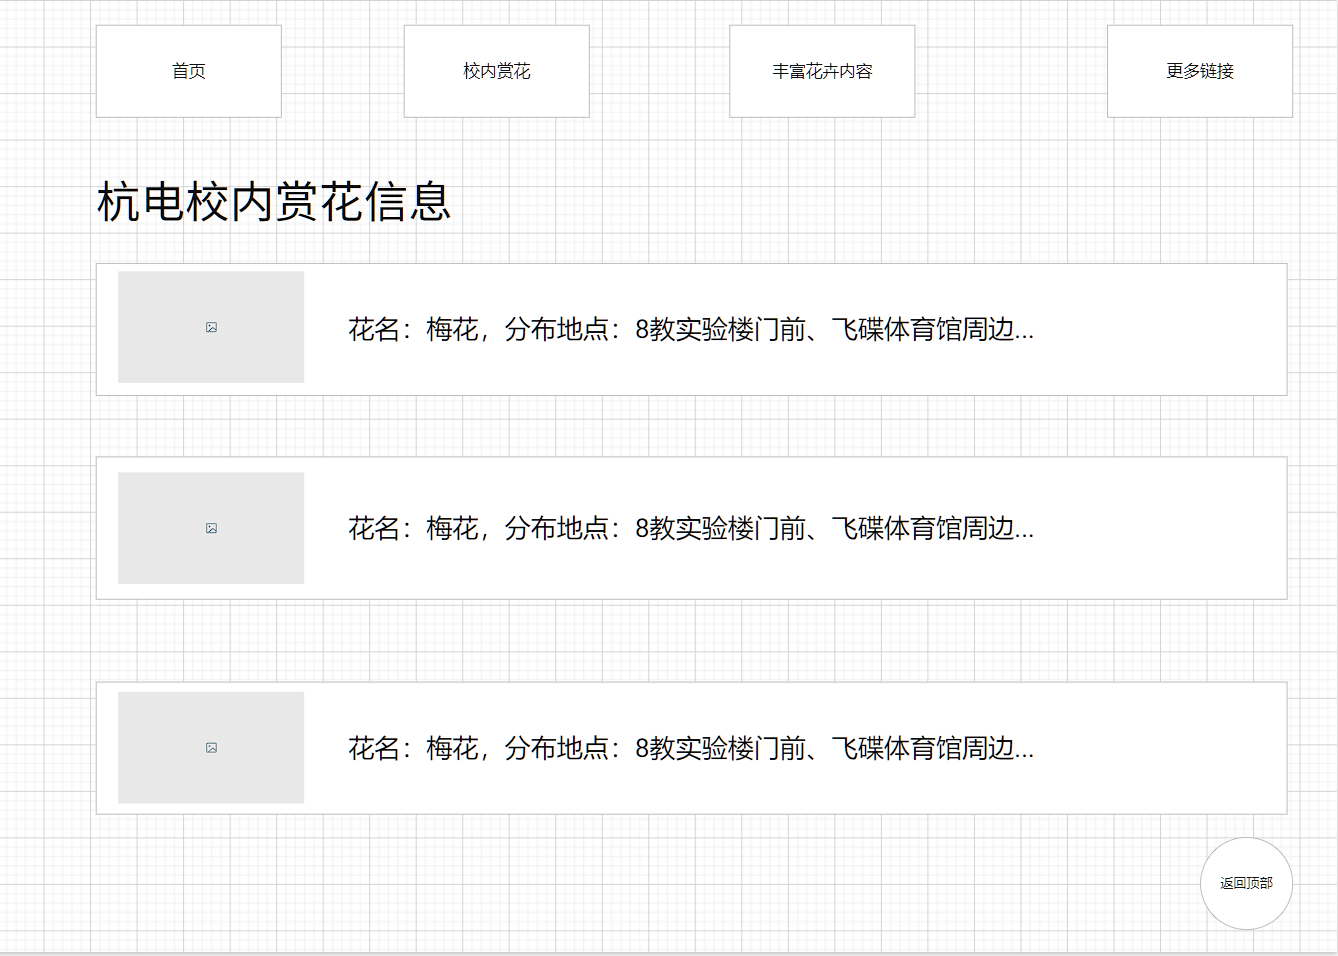 首页
校内赏花
丰富花卉内容
更多链接
杭电校内赏花信息
花名：梅花，分布地点：8教实验楼门前、飞碟体育馆周边...
花名：梅花，分布地点：8教实验楼门前、飞碟体育馆周边...
花名：梅花，分布地点：8教实验楼门前、飞碟体育馆周边...
返回顶部